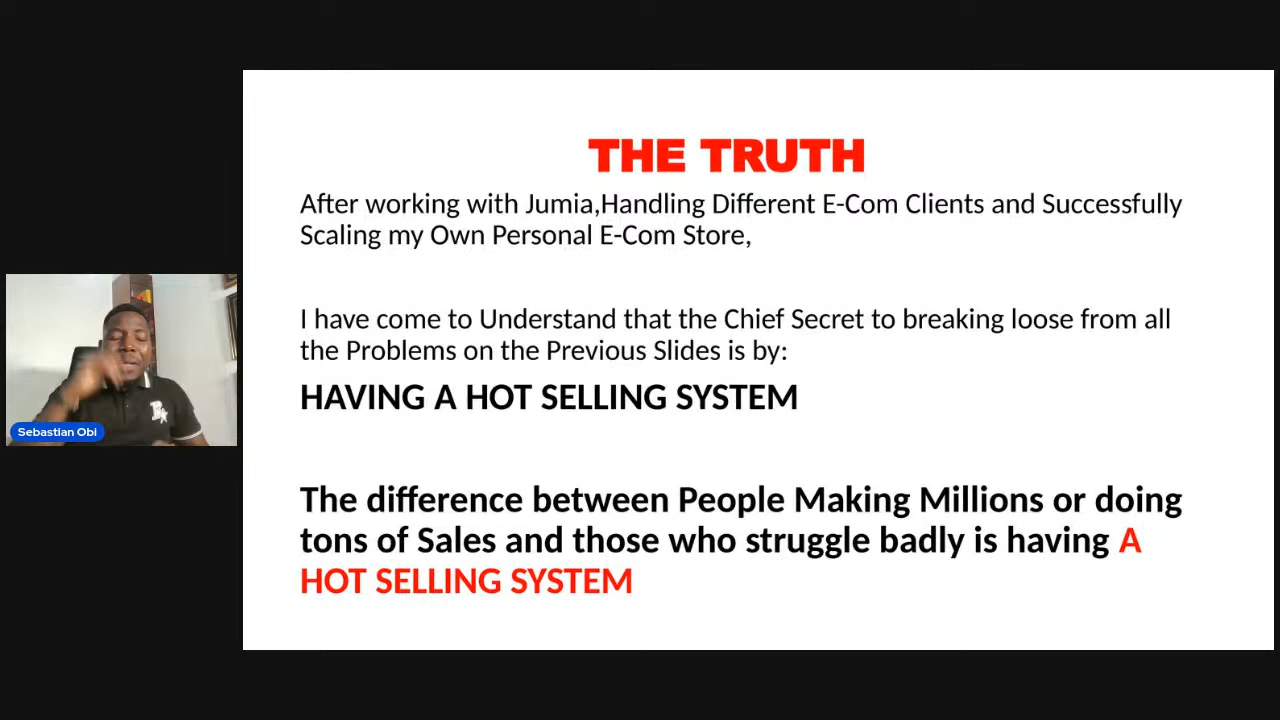 THE TRUTH
After working with Jumia,Handling Different E-Com Clients and Successfully
Scaling my Own Personal E-Com Store,
I have come to Understand that the Chief Secret to breaking loose from all
the Problems on the Previous Slides is by:
HAVING A HOT SELLING SYSTEM
The difference between People Making Millions or doing
tons of Sales and those who struggle badly is having A
HOT SELLING SYSTEM
Sebastian Obi